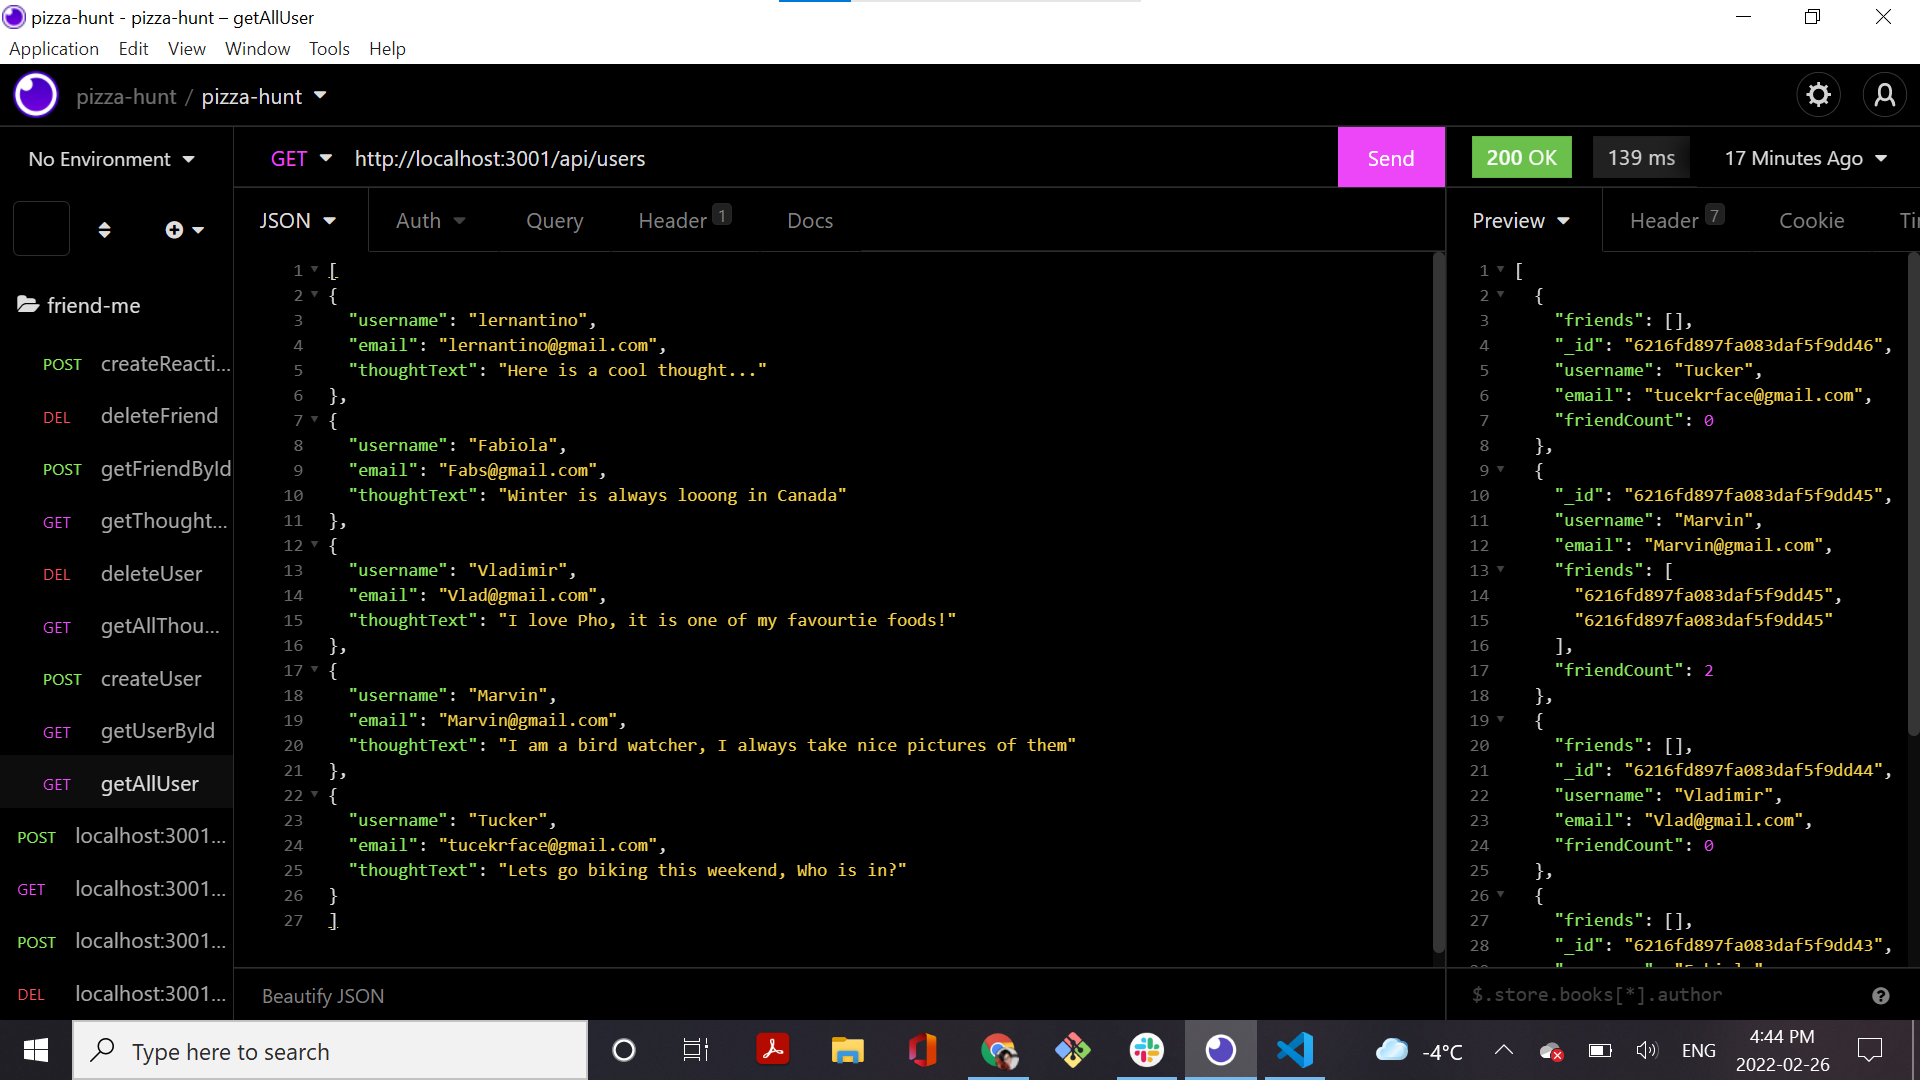 pizza-hunt - pizza-hunt – getAllUser
Application Edit View Window Tools Help
pizza-hunt / pizza-hunt
No Environment
GET http://localhost:3001/api/users Send
200 OK 139 ms 17 Minutes Ago
JSON Auth Query Header 1 Docs
Preview Header 7 Cookie
friend-me
POST createReacti...
DEL deleteFriend
POST getFriendById
GET getThought...
DEL deleteUser
GET getAllThou...
POST createUser
GET getUserById
GET getAllUser
POST localhost:3001...
GET localhost:3001...
POST localhost:3001...
DEL localhost:3001...
1 [
2 {
3 "username": "lernantino",
4 "email": "lernantino@gmail.com",
5 "thoughtText": "Here is a cool thought..."
6 },
7 {
8 "username": "Fabiola",
9 "email": "Fabs@gmail.com",
10 "thoughtText": "Winter is always looong in Canada"
11 },
12 {
13 "username": "Vladimir",
14 "email": "Vlad@gmail.com",
15 "thoughtText": "I love Pho, it is one of my favourtie foods!"
16 },
17 {
18 "username": "Marvin",
19 "email": "Marvin@gmail.com",
20 "thoughtText": "I am a bird watcher, I always take nice pictures of them"
21 },
22 {
23 "username": "Tucker",
24 "email": "tucekrface@gmail.com",
25 "thoughtText": "Lets go biking this weekend, Who is in?"
26 }
27 ]
Beautify JSON
1 [
2 {
3 "friends": [],
4 "_id": "6216fd897fa083daf5f9dd46",
5 "username": "Tucker",
6 "email": "tucekrface@gmail.com",
7 "friendCount": 0
8 },
9 {
10 "_id": "6216fd897fa083daf5f9dd45",
11 "username": "Marvin",
12 "email": "Marvin@gmail.com",
13 "friends": [
14 "6216fd897fa083daf5f9dd45",
15 "6216fd897fa083daf5f9dd45"
16 ],
17 "friendCount": 2
18 },
19 {
20 "friends": [],
21 "_id": "6216fd897fa083daf5f9dd44",
22 "username": "Vladimir",
23 "email": "Vlad@gmail.com",
24 "friendCount": 0
25 },
26 {
27 "friends": [],
28 "_id": "6216fd897fa083daf5f9dd43",
$.store.books[*].author
Type here to search
-4°C ENG
4:44 PM
2022-02-26